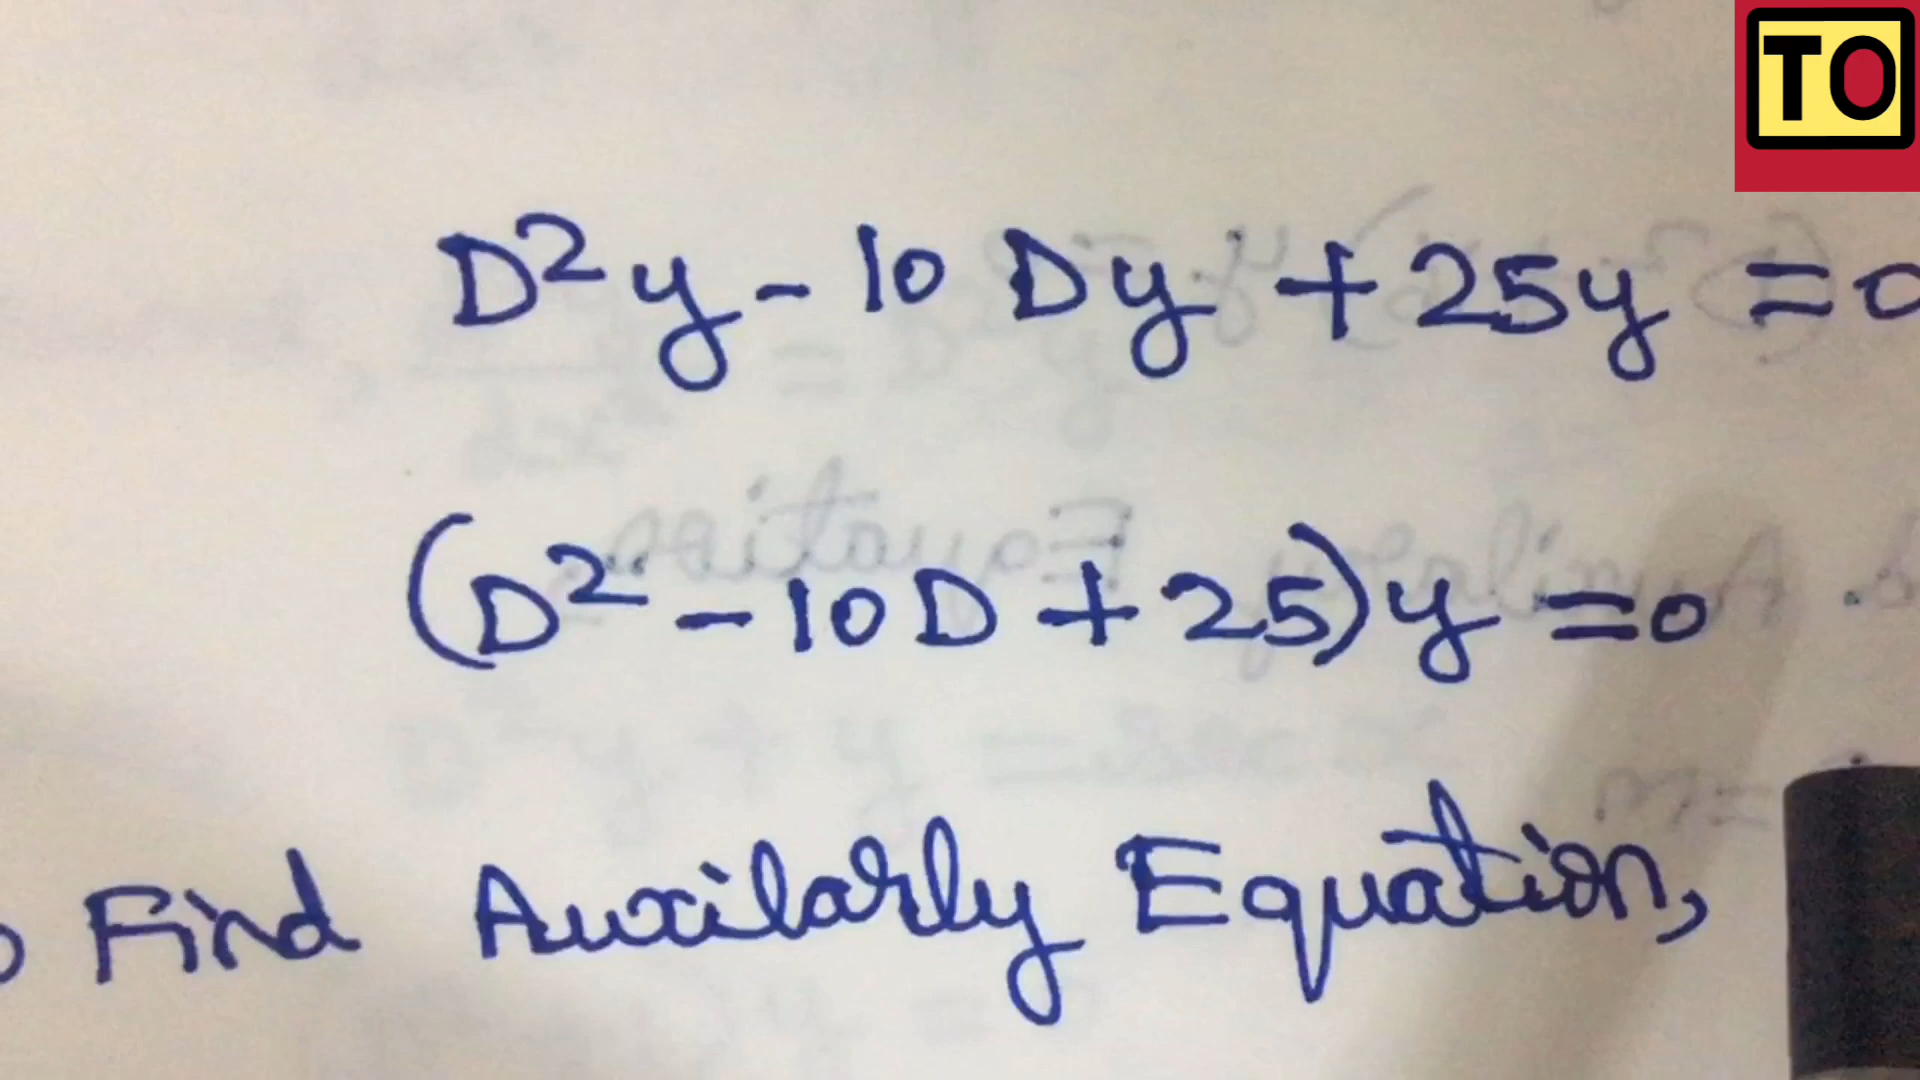 TO
D²y - 10 Dy + 25y = 0
(D² - 10D + 25)y = 0
Find Auxilarly Equation,